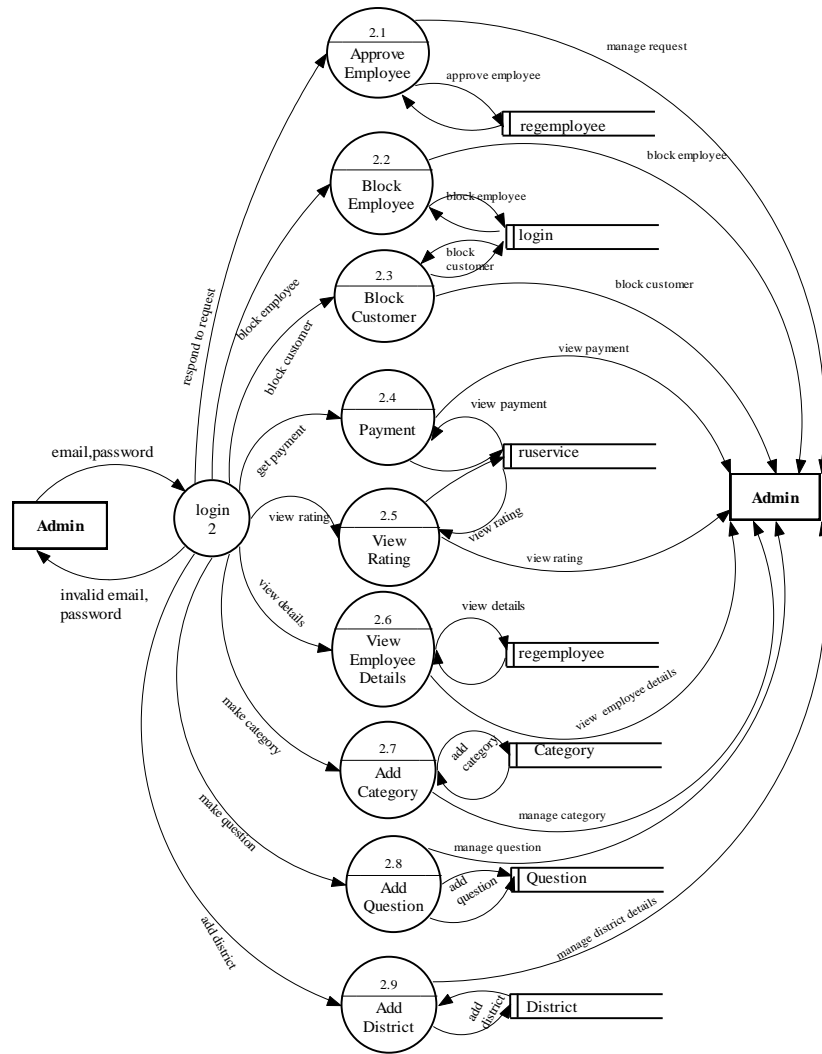 2.1
Approve
Employee
manage request
approve employee
regemployee
2.2
Block
Employee
block employee
block employee
login
block
customer
2.3
Block
Customer
block customer
respond to request
block employee
block customer
2.4
Payment
view payment
view payment
get payment
ruservice
email,password
Admin
login
2
invalid email,
password
view rating
2.5
View
Rating
view rating
view rating
Admin
view details
2.6
View
Employee
Details
view details
regemployee
view employee details
make category
2.7
Add
Category
add
category
Category
manage category
make question
2.8
Add
Question
manage question
add
question
Question
add district
manage district details
2.9
Add
District
add
district
District